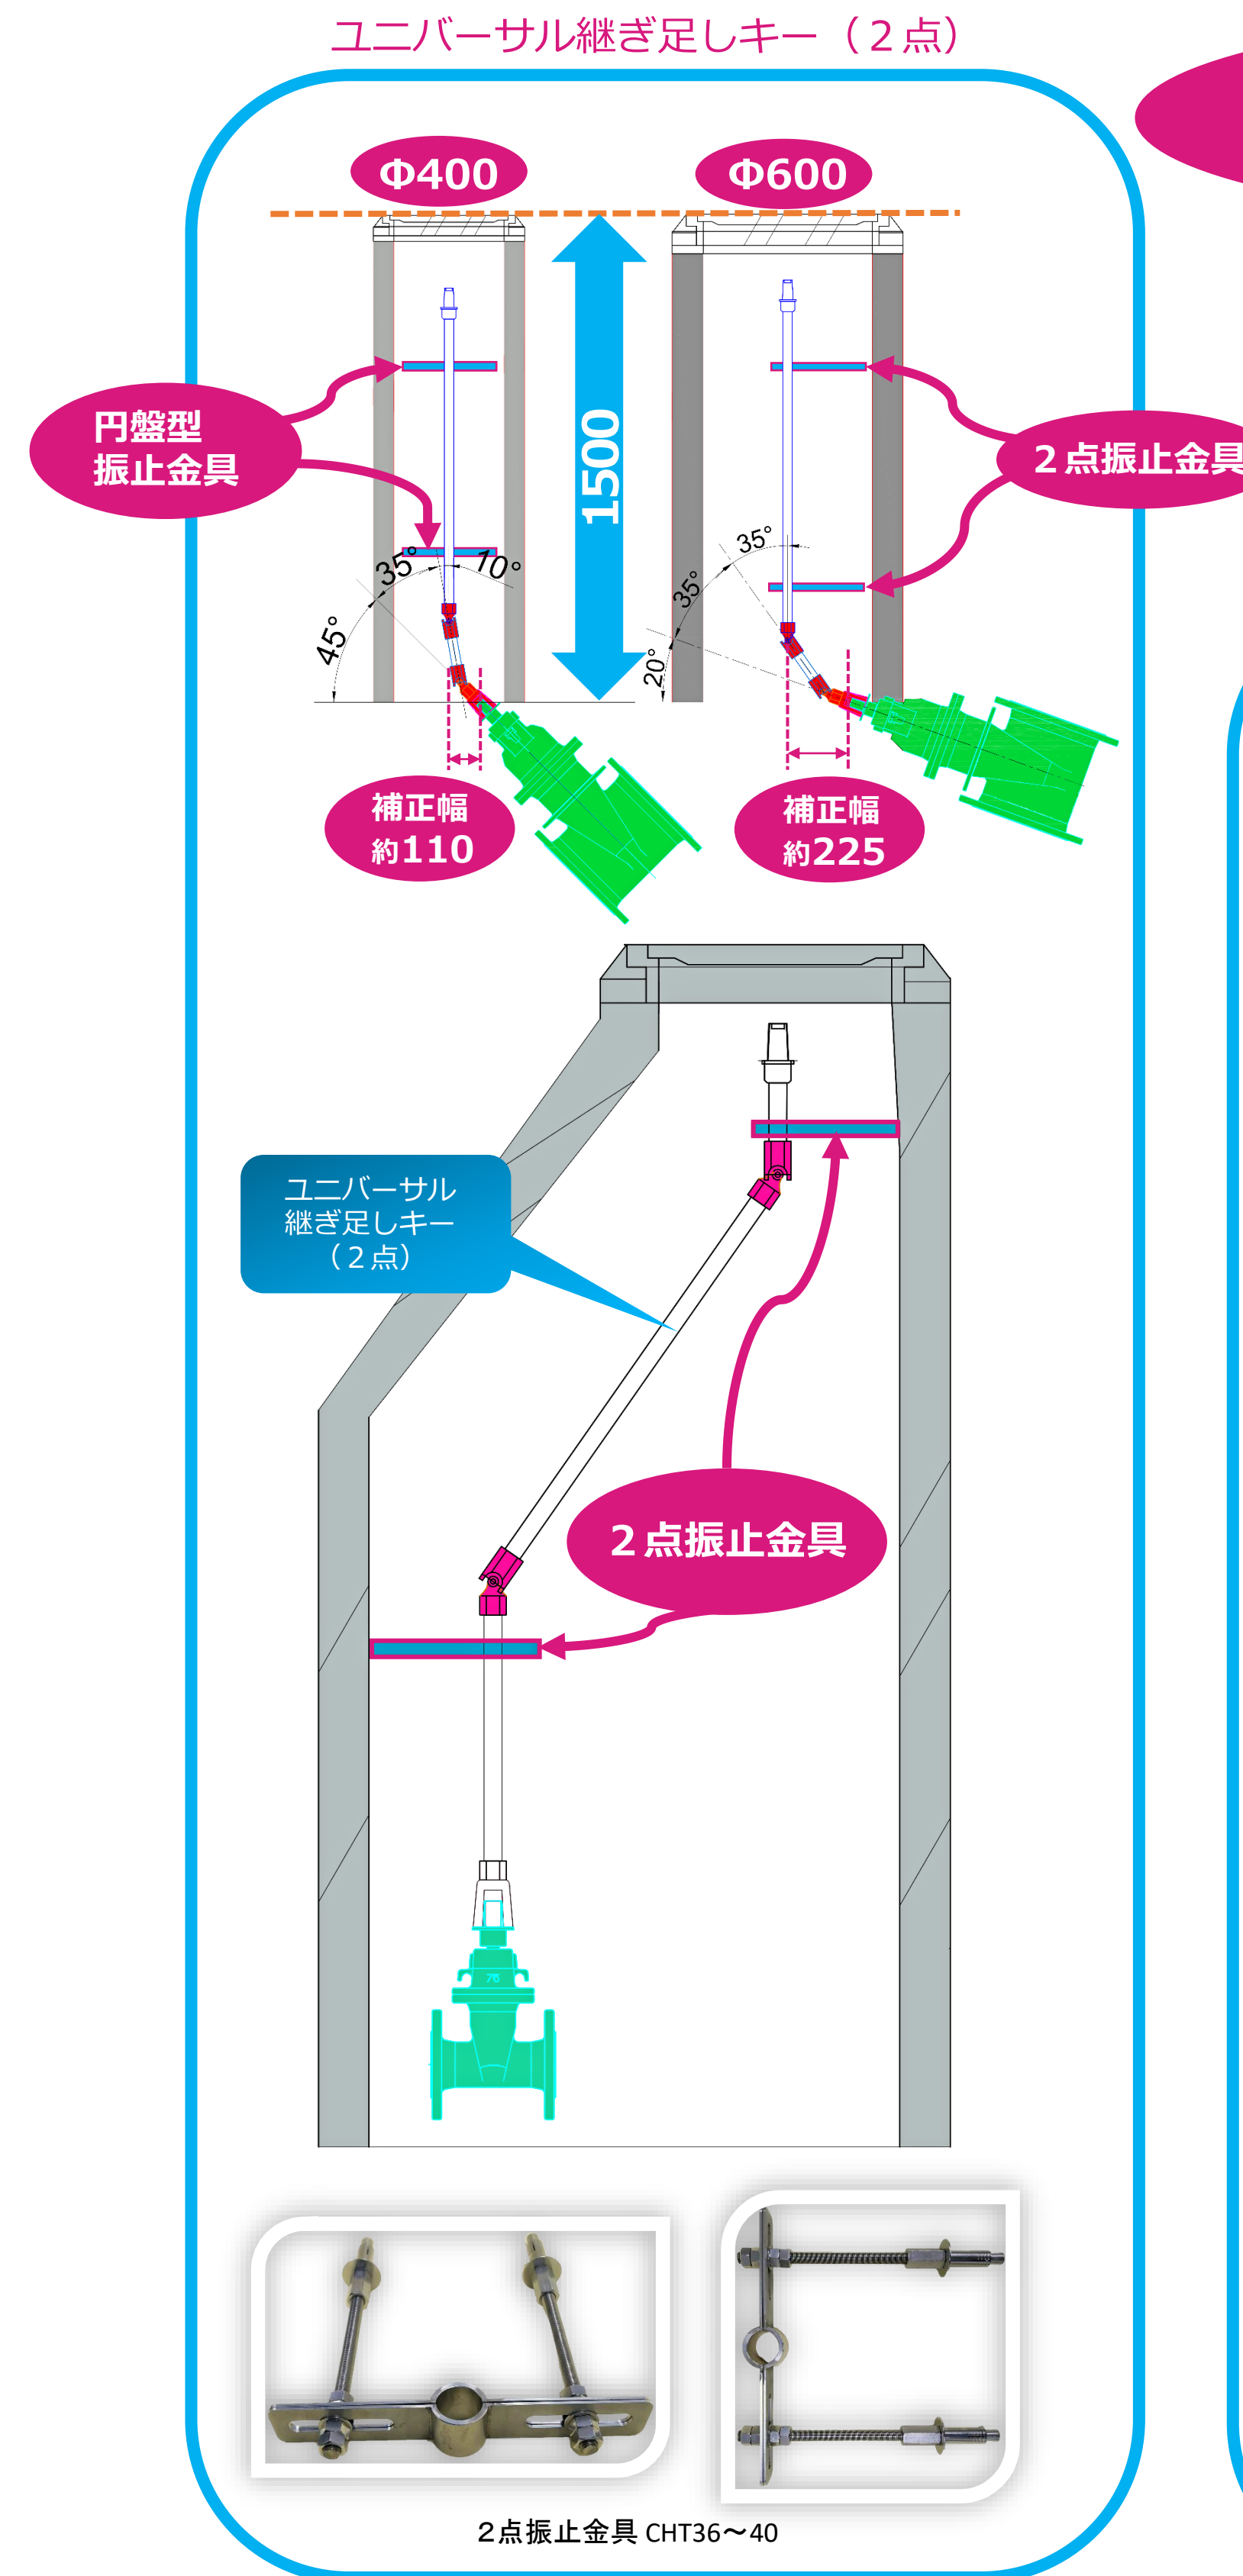 ユニバーサル継ぎ足しキー（２点）
Φ400
Φ600
円盤型
振止金具
1500
２点振止金具
35°
10°
45°
35°
35°
20°
補正幅
約110
補正幅
約225
ユニバーサル
継ぎ足しキー
（２点）
２点振止金具
76
２点振止金具 CHT36～40